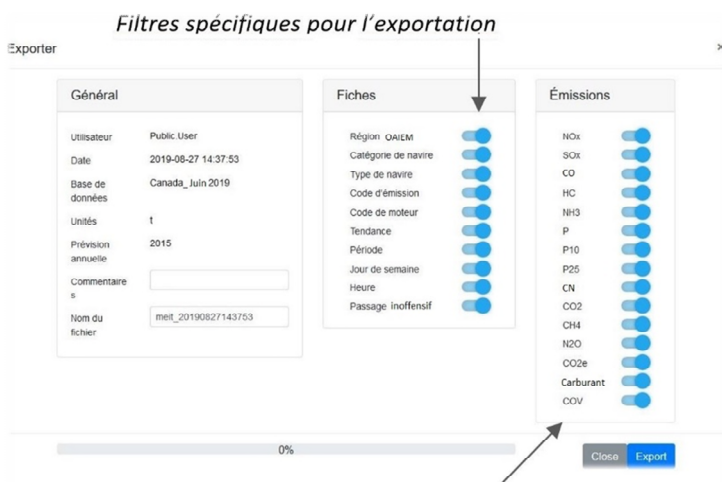 Filtres spécifiques pour l'exportation
Exporter
×
Général
Utilisateur Public.User
Date 2019-08-27 14:37:53
Base de données Canada_Juin 2019
Unités t
Prévision annuelle 2015
Commentaires
Nom du fichier meit_20190827143753
Fiches
Région OAIEM
Catégorie de navire
Type de navire
Code d'émission
Code de moteur
Tendance
Période
Jour de semaine
Heure
Passage inoffensif
Émissions
NOx
SOx
CO
HC
NH3
P
P10
P25
CN
CO2
CH4
N2O
CO2e
Carburant
COV
0%
Close Export